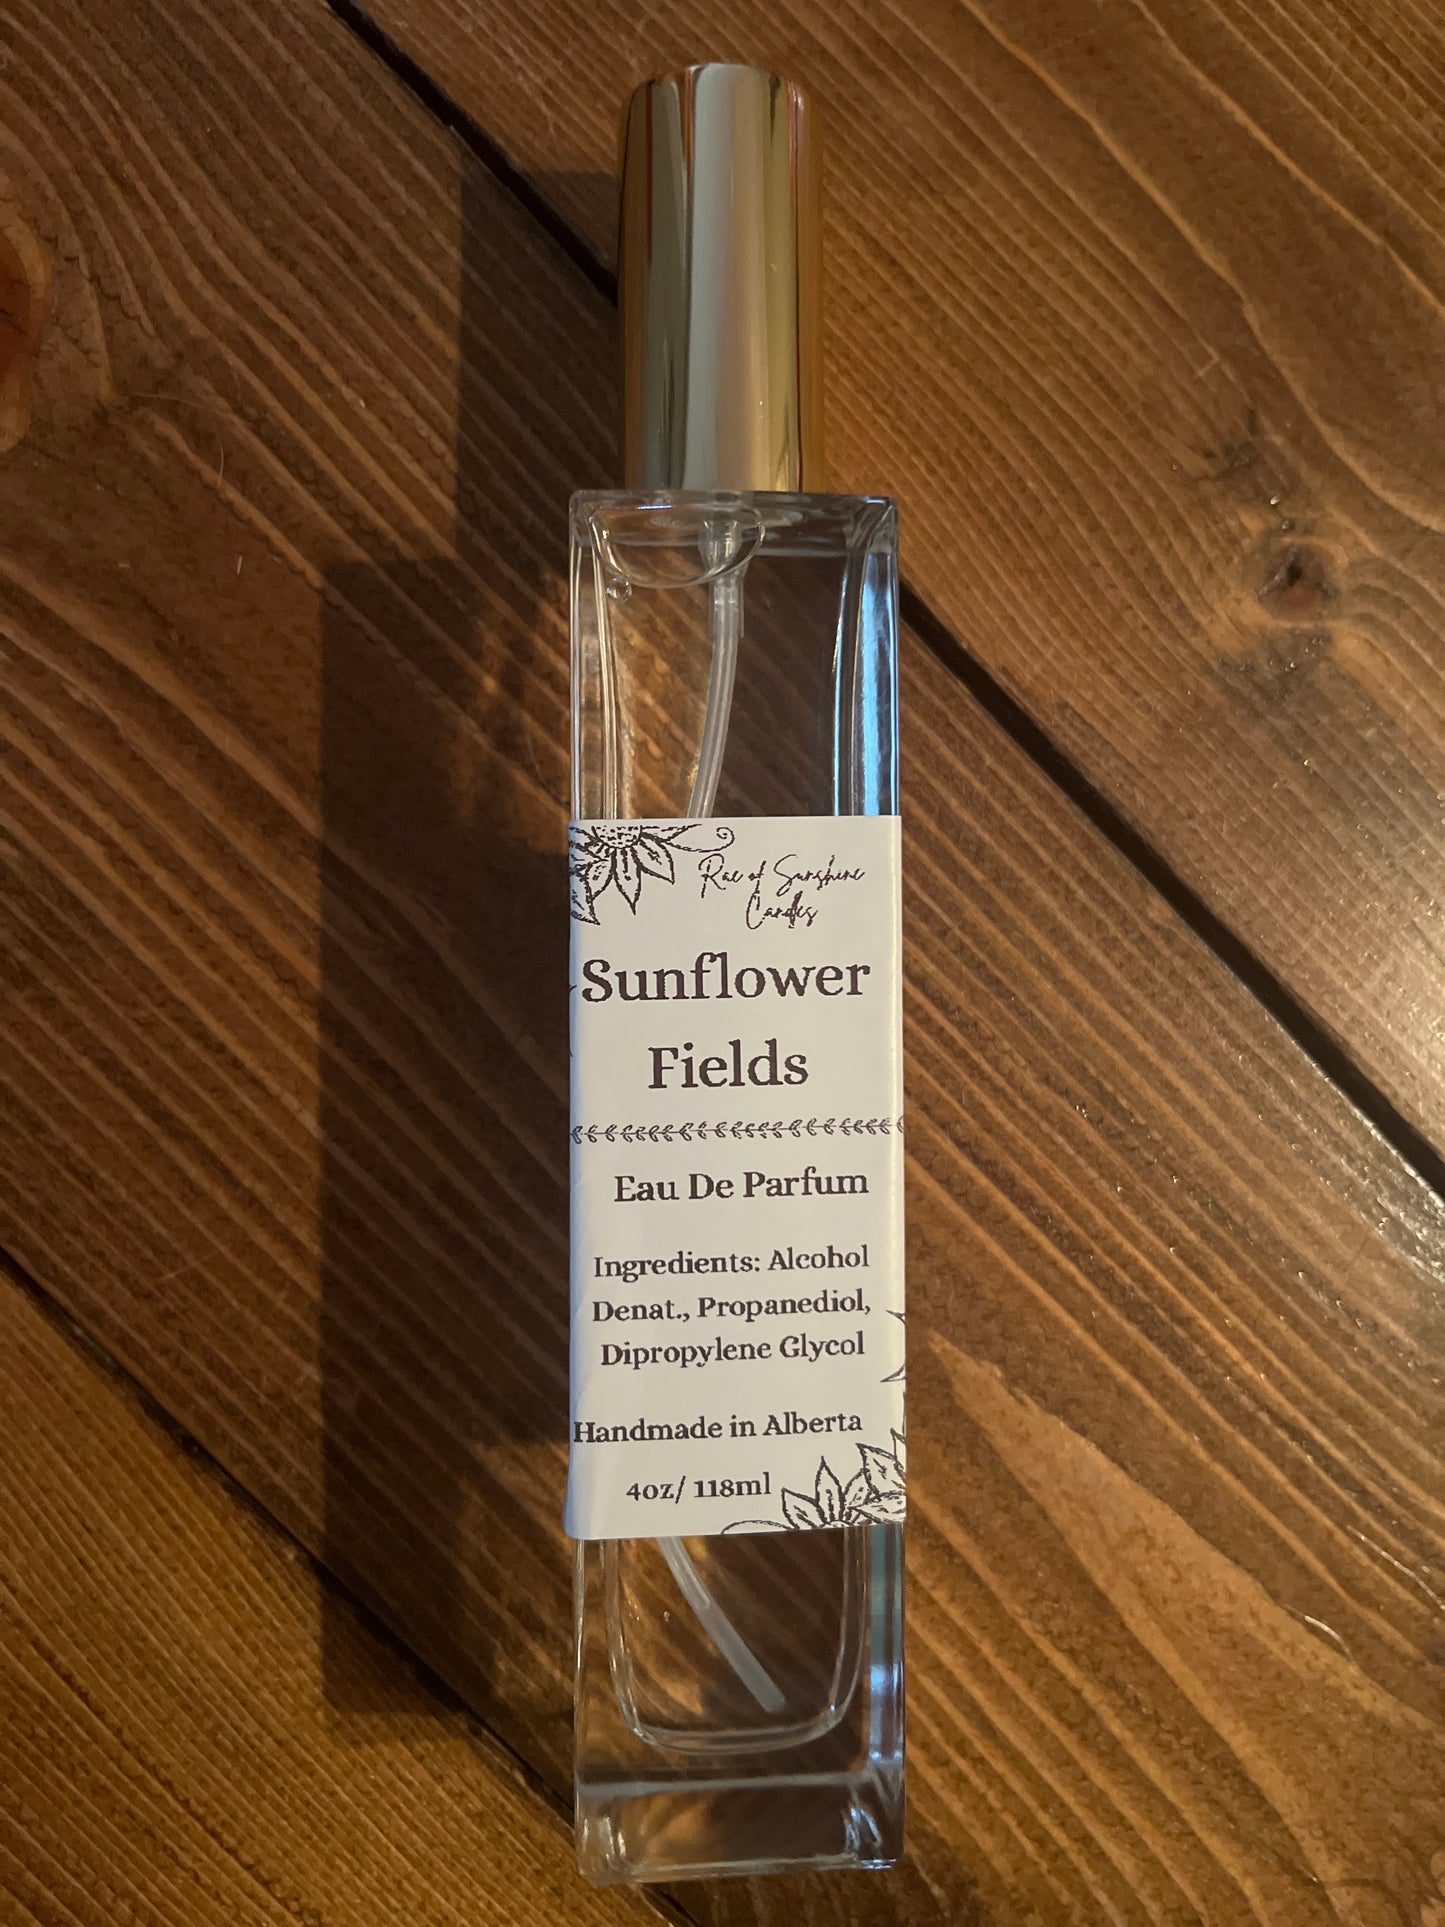 Rae of Sunshine
Candles
Sunflower
Fields
Eau De Parfum
Ingredients: Alcohol
Denat., Propanediol,
Dipropylene Glycol
Handmade in Alberta
4oz/ 118ml